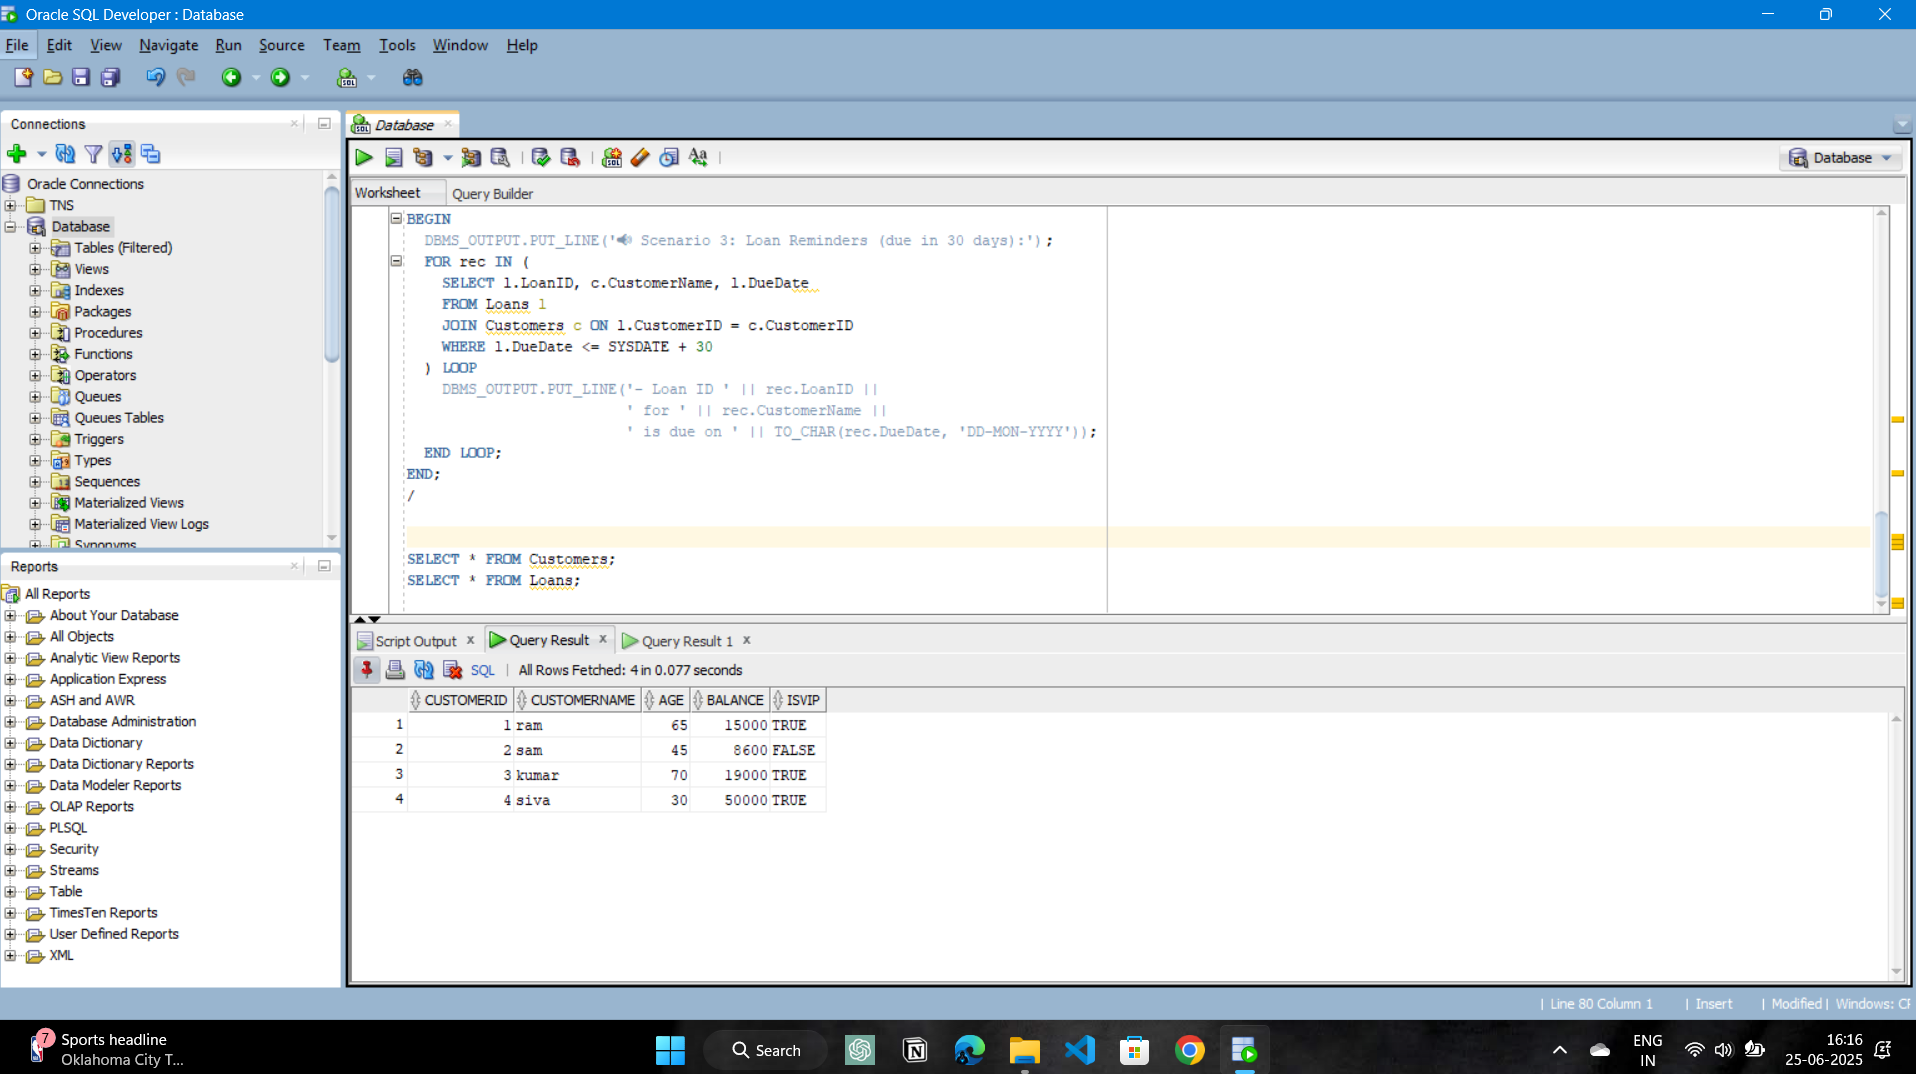 Oracle SQL Developer : Database
File Edit View Navigate Run Source Team Tools Window Help
Connections
Oracle Connections
TNS
Database
Tables (Filtered)
Views
Indexes
Packages
Procedures
Functions
Operators
Queues
Queues Tables
Triggers
Types
Sequences
Materialized Views
Materialized View Logs
Synonyms
Reports
All Reports
About Your Database
All Objects
Analytic View Reports
Application Express
ASH and AWR
Database Administration
Data Dictionary
Data Dictionary Reports
Data Modeler Reports
OLAP Reports
PLSQL
Security
Streams
Table
TimesTen Reports
User Defined Reports
XML
Database
Database
Worksheet Query Builder
BEGIN
DBMS_OUTPUT.PUT_LINE('🔊 Scenario 3: Loan Reminders (due in 30 days):');
FOR rec IN (
SELECT l.LoanID, c.CustomerName, l.DueDate
FROM Loans l
JOIN Customers c ON l.CustomerID = c.CustomerID
WHERE l.DueDate <= SYSDATE + 30
) LOOP
DBMS_OUTPUT.PUT_LINE('- Loan ID ' || rec.LoanID ||
' for ' || rec.CustomerName ||
' is due on ' || TO_CHAR(rec.DueDate, 'DD-MON-YYYY'));
END LOOP;
END;
/
SELECT * FROM Customers;
SELECT * FROM Loans;
Script Output Query Result Query Result 1
SQL All Rows Fetched: 4 in 0.077 seconds
CUSTOMERID CUSTOMERNAME AGE BALANCE ISVIP
1 1 ram 65 15000 TRUE
2 2 sam 45 8600 FALSE
3 3 kumar 70 19000 TRUE
4 4 siva 30 50000 TRUE
Line 80 Column 1 | Insert | Modified | Windows: CF
7 Sports headline
Oklahoma City T...
Search
ENG
IN
16:16
25-06-2025